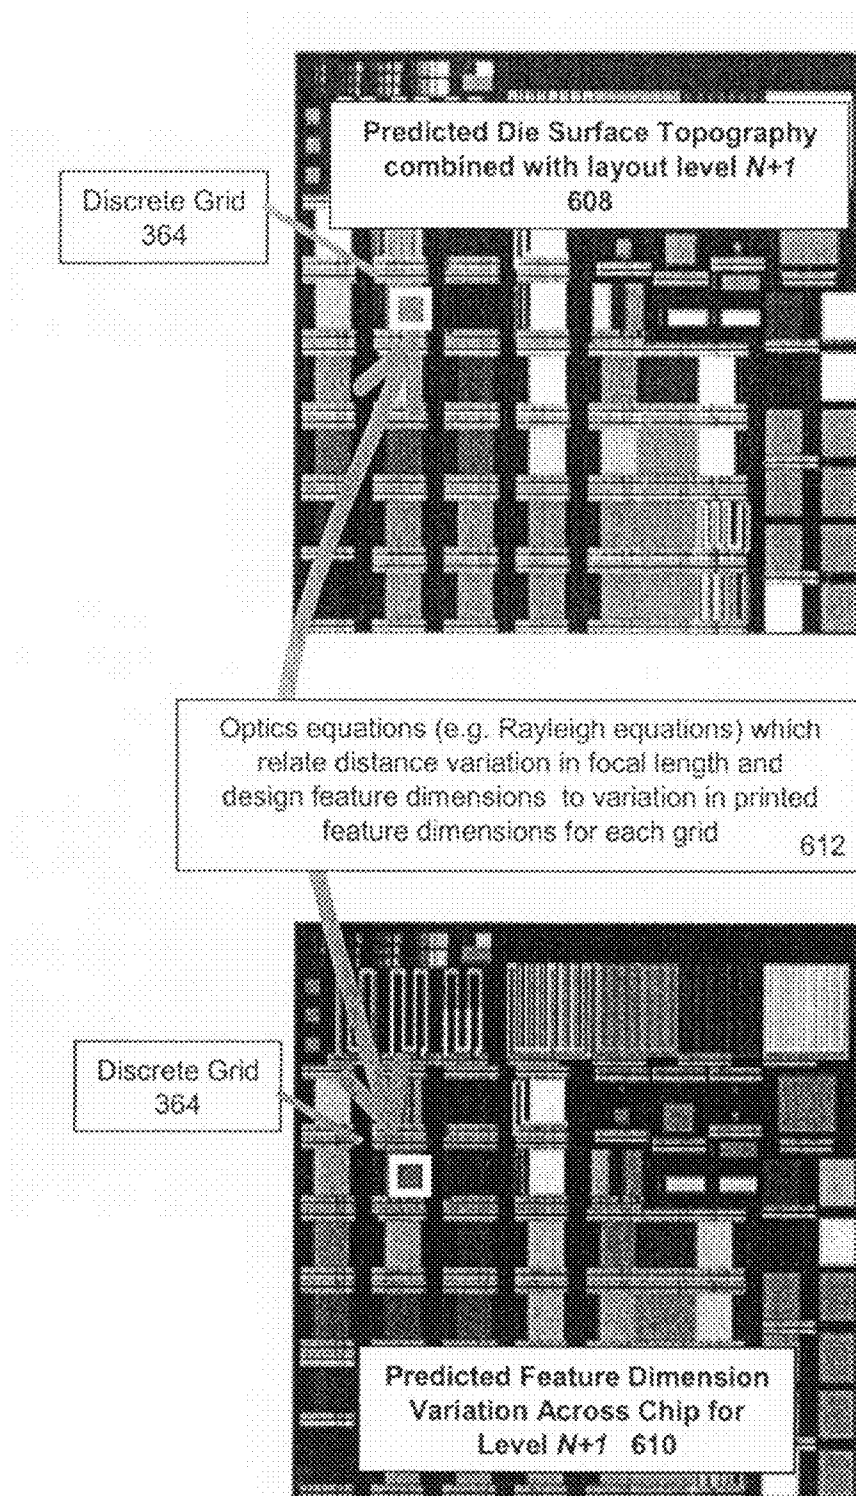 Predicted Die Surface Topography
combined with layout level N+1
608
Discrete Grid
364
Optics equations (e.g. Rayleigh equations) which
relate distance variation in focal length and
design feature dimensions to variation in printed
feature dimensions for each grid
612
Discrete Grid
364
Predicted Feature Dimension
Variation Across Chip for
Level N+1 610